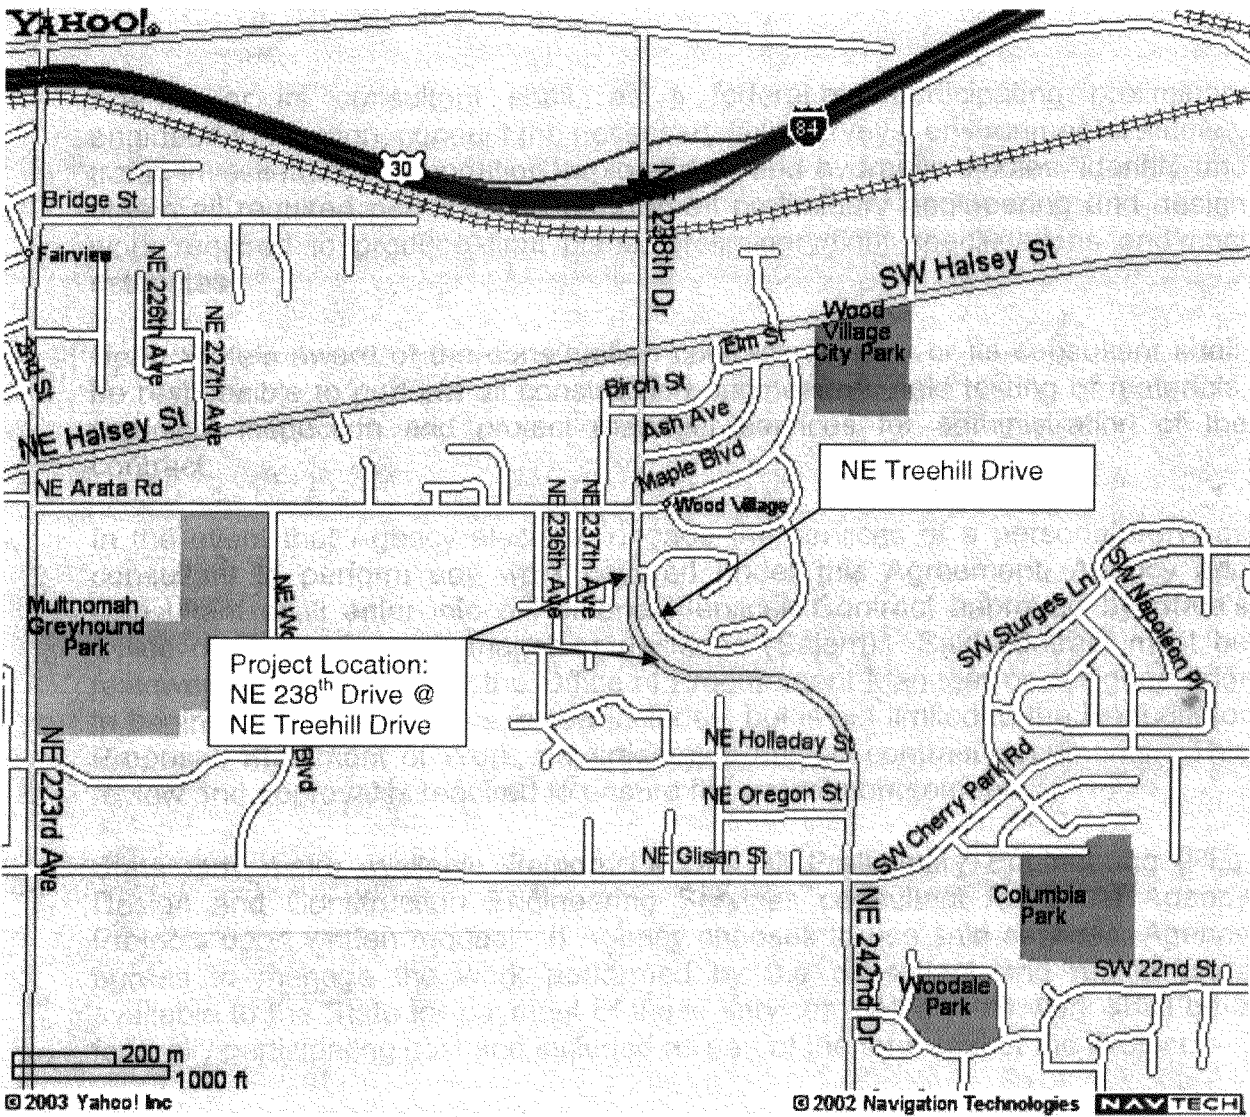 YAHOO!
84
30
Bridge St
Fairview
NE 238th Dr
SW Halsey St
NE 226th Ave
NE 227th Ave
2nd St
Wood
Village
City Park
Elm St
Birch St
Ash Ave
Maple Blvd
NE Halsey St
NE Arata Rd
Wood Village
NE Treehill Drive
NE 236th Ave
NE 237th Ave
Multnomah
Greyhound
Park
Project Location:
NE 238th Drive @
NE Treehill Drive
SW Sturges Ln
SW Napoleon Pl
NE 223rd Ave
Blvd
NE Holladay St
NE Oregon St
NE Glisan St
SW Cherry Park Rd
NE 242nd Dr
Columbia
Park
SW 22nd St
Woodale
Park
200 m
1000 ft
© 2003 Yahoo! Inc
© 2002 Navigation Technologies
NAVTECH